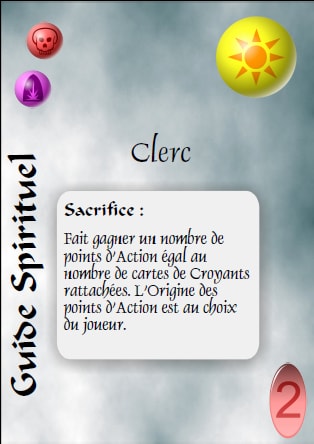 Clerc
Guide Spirituel
Sacrifice :
Fait gagner un nombre de
points d'Action égal au
nombre de cartes de Croyants
rattachées. L'Origine des
points d'Action est au choix
du joueur.
2